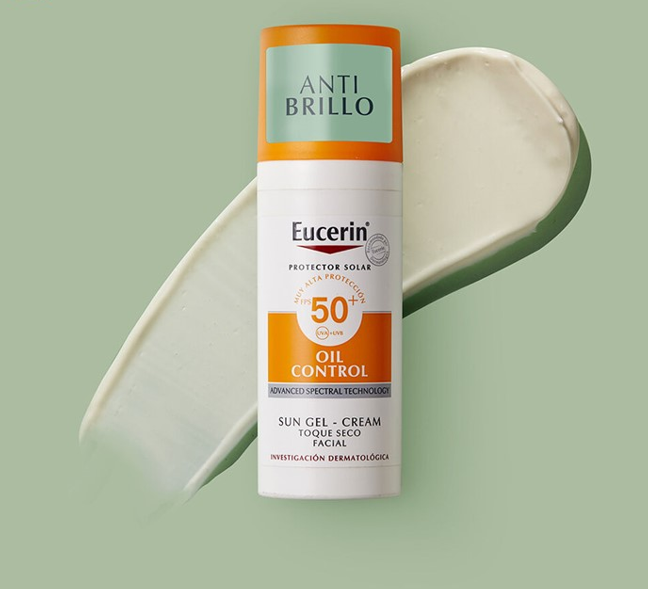 ANTI
BRILLO
Eucerin®
PROTECTOR SOLAR
MUY ALTA PROTECCIÓN
FPS 50+
UVA+UVB
OIL
CONTROL
ADVANCED SPECTRAL TECHNOLOGY
SUN GEL - CREAM
TOQUE SECO
FACIAL
INVESTIGACIÓN DERMATOLÓGICA